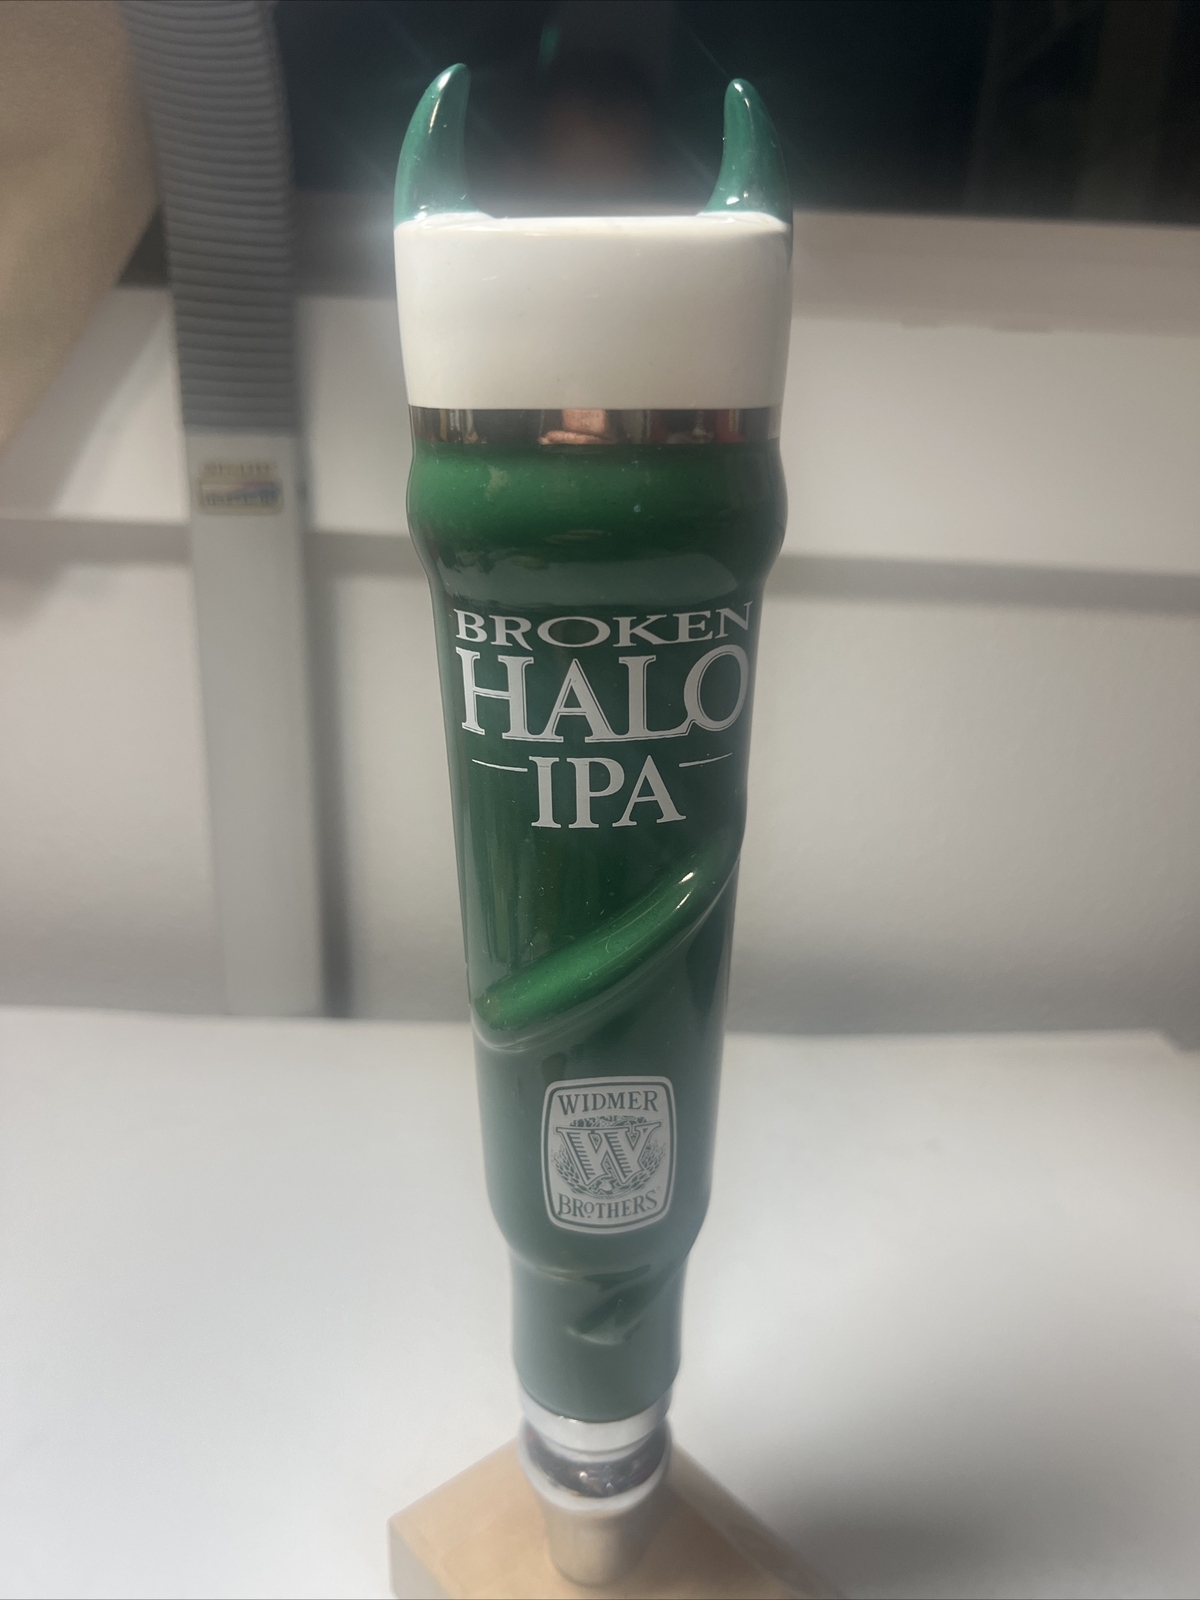 BROKEN
HALO
IPA
WIDMER
W
BROTHERS